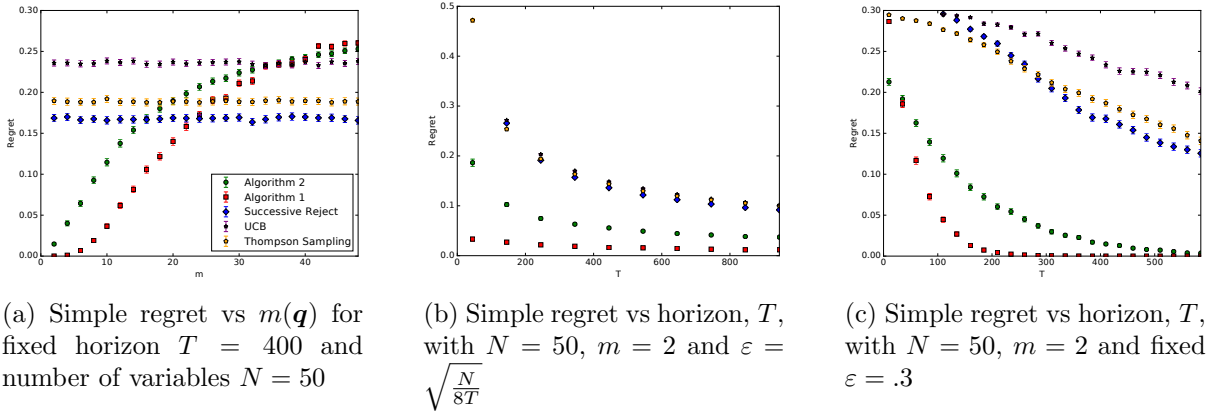 0.30
0.25
0.20
0.15
0.10
0.05
0.00
Regret
0 10 20 30 40
m
Algorithm 2
Algorithm 1
Successive Reject
UCB
Thompson Sampling
0.5
0.4
0.3
0.2
0.1
0.0
Regret
0 200 400 600 800
T
0.30
0.25
0.20
0.15
0.10
0.05
0.00
Regret
0 100 200 300 400 500
T
(a) Simple regret vs m(q) for
fixed horizon T = 400 and
number of variables N = 50
(b) Simple regret vs horizon, T,
with N = 50, m = 2 and ε =
√(N/8T)
(c) Simple regret vs horizon, T,
with N = 50, m = 2 and fixed
ε = .3